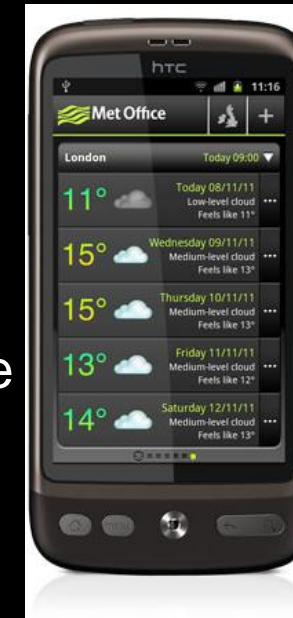 htc
11:16
Met Office
+
London Today 09:00
11° Today 08/11/11
Low-level cloud
Feels like 11°
15° Wednesday 09/11/11
Medium-level cloud
Feels like 13°
15° Thursday 10/11/11
Medium-level cloud
Feels like 13°
e
13° Friday 11/11/11
Medium-level cloud
Feels like 12°
14° Saturday 12/11/11
Medium-level cloud
Feels like 13°
menu